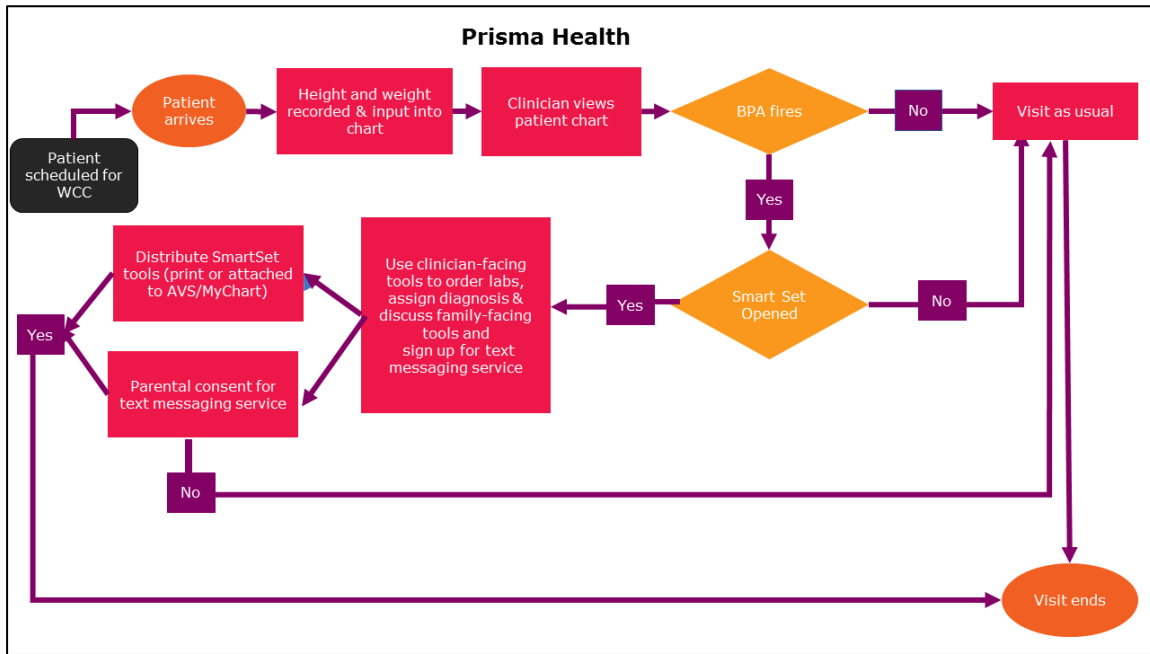 Prisma Health
Patient
scheduled for
WCC
Patient
arrives
Height and weight
recorded & input into
chart
Clinician views
patient chart
BPA fires
No
Visit as usual
Yes
Smart Set
Opened
No
Yes
Use clinician-facing
tools to order labs,
assign diagnosis &
discuss family-facing
tools and
sign up for text
messaging service
Distribute SmartSet
tools (print or attached
to AVS/MyChart)
Parental consent for
text messaging service
Yes
No
Visit ends